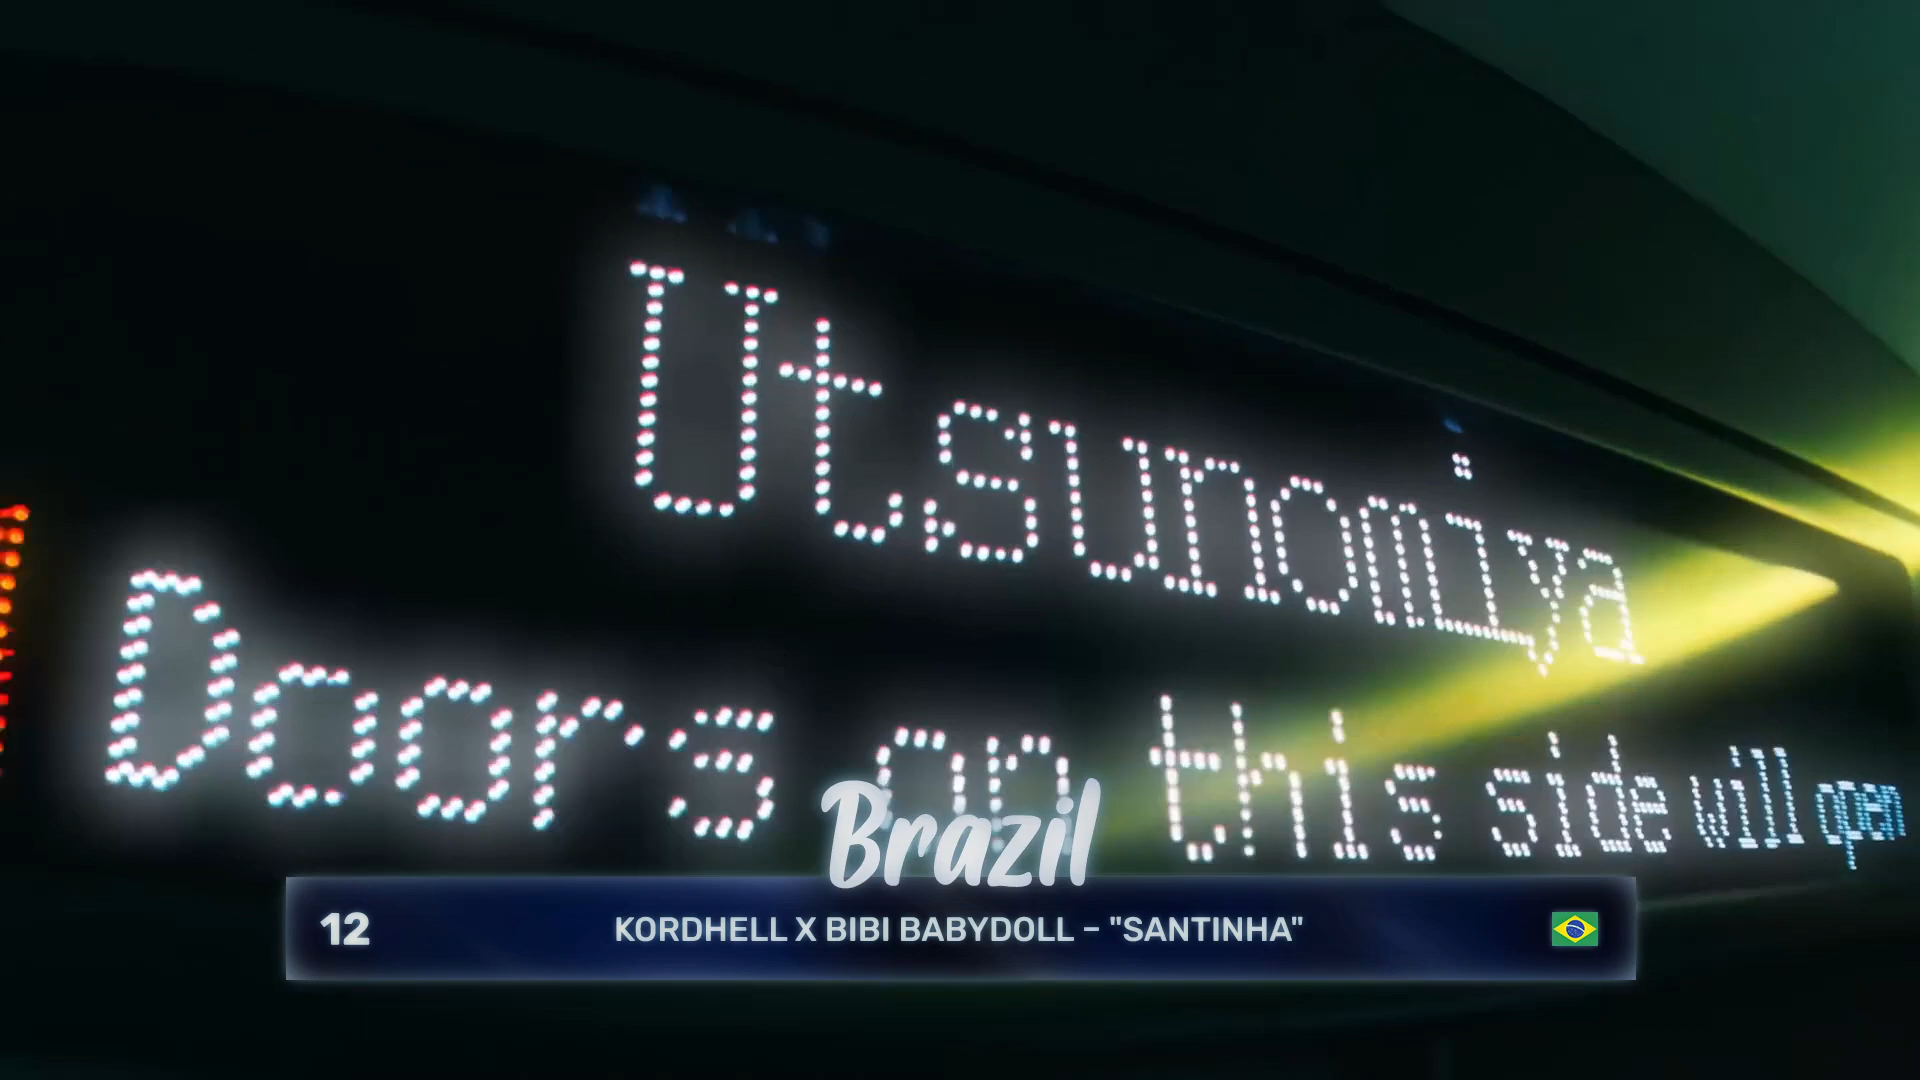 Utsunomiya
Doors on this side will open
Brazil
12
KORDHELL X BIBI BABYDOLL – "SANTINHA"